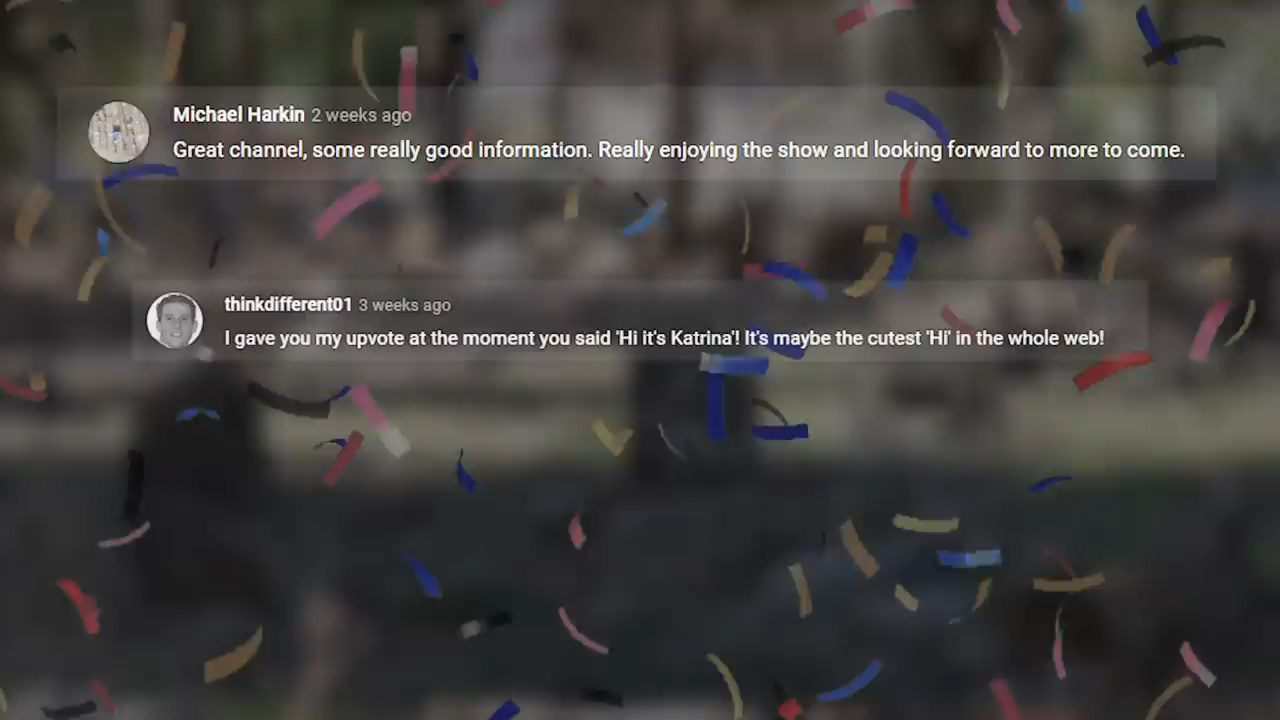 Michael Harkin 2 weeks ago
Great channel, some really good information. Really enjoying the show and looking forward to more to come.
thinkdifferent01 3 weeks ago
I gave you my upvote at the moment you said 'Hi it's Katrina'! It's maybe the cutest 'Hi' in the whole web!